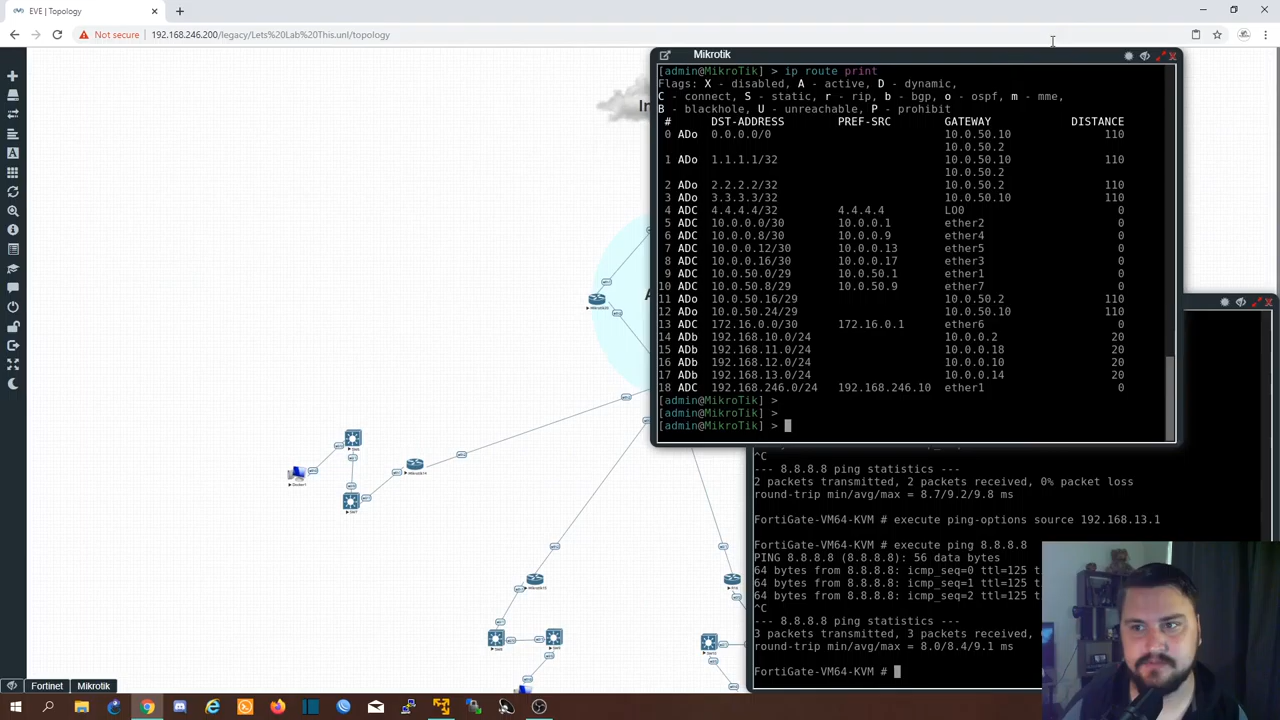 EVE | Topology
Not secure
192.168.246.200/legacy/Lets%20Lab%20This.unl/topology
In
A
Mikrotik
[admin@MikroTik] > ip route print
Flags: X - disabled, A - active, D - dynamic,
C - connect, S - static, r - rip, b - bgp, o - ospf, m - mme,
B - blackhole, U - unreachable, P - prohibit
# DST-ADDRESS PREF-SRC GATEWAY DISTANCE
0 ADo 0.0.0.0/0 10.0.50.10 110
10.0.50.2
1 ADo 1.1.1.1/32 10.0.50.10 110
10.0.50.2
2 ADo 2.2.2.2/32 10.0.50.2 110
3 ADo 3.3.3.3/32 10.0.50.10 110
4 ADC 4.4.4.4/32 4.4.4.4 LO0 0
5 ADC 10.0.0.0/30 10.0.0.1 ether2 0
6 ADC 10.0.0.8/30 10.0.0.9 ether4 0
7 ADC 10.0.0.12/30 10.0.0.13 ether5 0
8 ADC 10.0.0.16/30 10.0.0.17 ether3 0
9 ADC 10.0.50.0/29 10.0.50.1 ether1 0
10 ADC 10.0.50.8/29 10.0.50.9 ether7 0
11 ADo 10.0.50.16/29 10.0.50.2 110
12 ADo 10.0.50.24/29 10.0.50.10 110
13 ADC 172.16.0.0/30 172.16.0.1 ether6 0
14 ADb 192.168.10.0/24 10.0.0.2 20
15 ADb 192.168.11.0/24 10.0.0.18 20
16 ADb 192.168.12.0/24 10.0.0.10 20
17 ADb 192.168.13.0/24 10.0.0.14 20
18 ADC 192.168.246.0/24 192.168.246.10 ether1 0
[admin@MikroTik] >
[admin@MikroTik] >
[admin@MikroTik] >
^C
--- 8.8.8.8 ping statistics ---
2 packets transmitted, 2 packets received, 0% packet loss
round-trip min/avg/max = 8.7/9.2/9.8 ms
FortiGate-VM64-KVM # execute ping-options source 192.168.13.1
FortiGate-VM64-KVM # execute ping 8.8.8.8
PING 8.8.8.8 (8.8.8.8): 56 data bytes
64 bytes from 8.8.8.8: icmp_seq=0 ttl=125 t
64 bytes from 8.8.8.8: icmp_seq=1 ttl=125 t
64 bytes from 8.8.8.8: icmp_seq=2 ttl=125 t
^C
--- 8.8.8.8 ping statistics ---
3 packets transmitted, 3 packets received,
round-trip min/avg/max = 8.0/8.4/9.1 ms
FortiGate-VM64-KVM #
Fortinet
Mikrotik